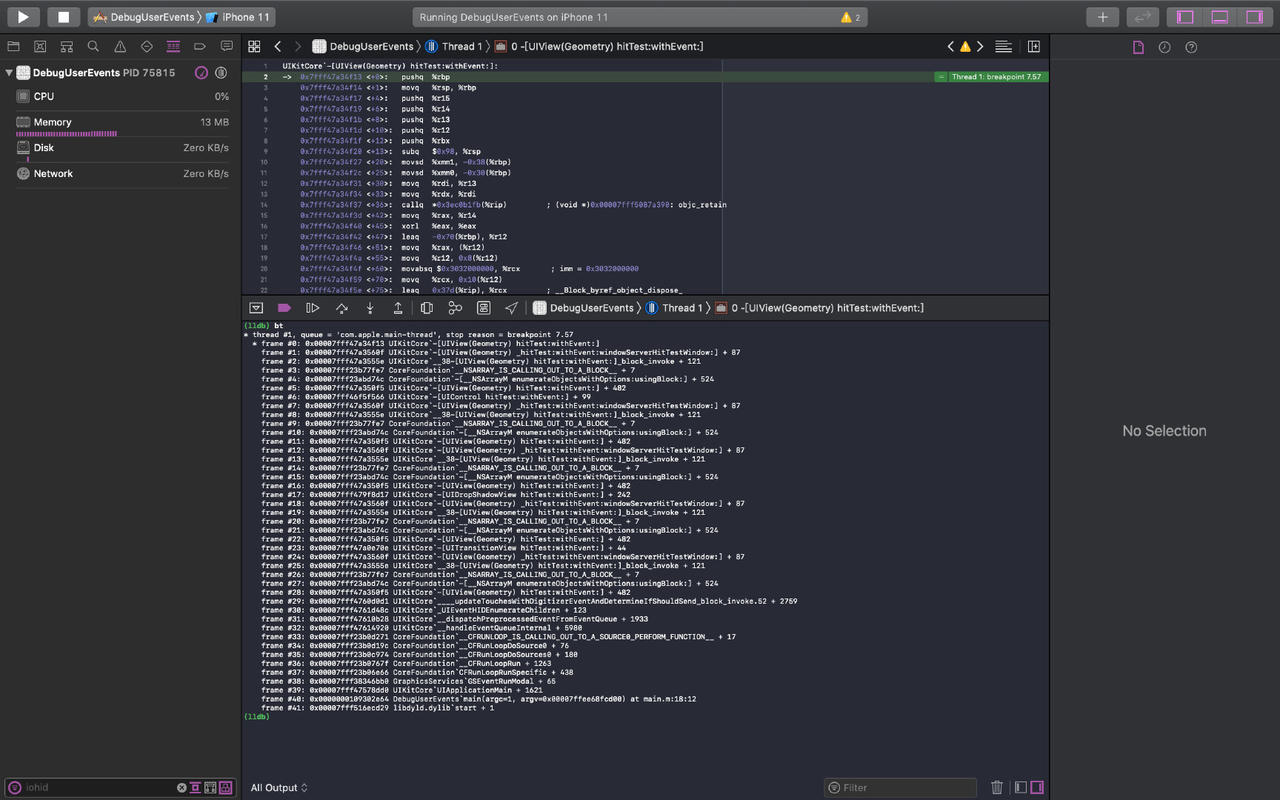 DebugUserEvents 〉 iPhone 11
Running DebugUserEvents on iPhone 11
2
DebugUserEvents 〉 Thread 1 〉 0 -[UIView(Geometry) hitTest:withEvent:]
DebugUserEvents PID 75815
CPU 0%
Memory 13 MB
Disk Zero KB/s
Network Zero KB/s
1 UIKitCore`-[UIView(Geometry) hitTest:withEvent:]:
2 -> 0x7fff47a34f13 <+0>: pushq %rbp
= Thread 1: breakpoint 7.57
3 0x7fff47a34f14 <+1>: movq %rsp, %rbp
4 0x7fff47a34f17 <+4>: pushq %r15
5 0x7fff47a34f19 <+6>: pushq %r14
6 0x7fff47a34f1b <+8>: pushq %r13
7 0x7fff47a34f1d <+10>: pushq %r12
8 0x7fff47a34f1f <+12>: pushq %rbx
9 0x7fff47a34f20 <+13>: subq $0x98, %rsp
10 0x7fff47a34f27 <+20>: movsd %xmm1, -0x38(%rbp)
11 0x7fff47a34f2c <+25>: movsd %xmm0, -0x30(%rbp)
12 0x7fff47a34f31 <+30>: movq %rdi, %r13
13 0x7fff47a34f34 <+33>: movq %rdx, %rdi
14 0x7fff47a34f37 <+36>: callq *0x3ec0b1fb(%rip) ; (void *)0x00007fff5087a390: objc_retain
15 0x7fff47a34f3d <+42>: movq %rax, %r14
16 0x7fff47a34f40 <+45>: xorl %eax, %eax
17 0x7fff47a34f42 <+47>: leaq -0x70(%rbp), %r12
18 0x7fff47a34f46 <+51>: movq %rax, (%r12)
19 0x7fff47a34f4a <+55>: movq %r12, 0x8(%r12)
20 0x7fff47a34f4f <+60>: movabsq $0x3032000000, %rcx ; imm = 0x3032000000
21 0x7fff47a34f59 <+70>: movq %rcx, 0x10(%r12)
22 0x7fff47a34f5e <+75>: leaq 0x37d(%rip), %rcx ; __Block_byref_object_dispose_
DebugUserEvents 〉 Thread 1 〉 0 -[UIView(Geometry) hitTest:withEvent:]
(lldb) bt
* thread #1, queue = 'com.apple.main-thread', stop reason = breakpoint 7.57
* frame #0: 0x00007fff47a34f13 UIKitCore`-[UIView(Geometry) hitTest:withEvent:]
frame #1: 0x00007fff47a3560f UIKitCore`-[UIView(Geometry) _hitTest:withEvent:windowServerHitTestWindow:] + 87
frame #2: 0x00007fff47a3555e UIKitCore`__38-[UIView(Geometry) hitTest:withEvent:]_block_invoke + 121
frame #3: 0x00007fff23b77fe7 CoreFoundation`__NSARRAY_IS_CALLING_OUT_TO_A_BLOCK__ + 7
frame #4: 0x00007fff23abd74c CoreFoundation`-[__NSArrayM enumerateObjectsWithOptions:usingBlock:] + 524
frame #5: 0x00007fff47a350f5 UIKitCore`-[UIView(Geometry) hitTest:withEvent:] + 482
frame #6: 0x00007fff46f5f566 UIKitCore`-[UIControl hitTest:withEvent:] + 99
frame #7: 0x00007fff47a3560f UIKitCore`-[UIView(Geometry) _hitTest:withEvent:windowServerHitTestWindow:] + 87
frame #8: 0x00007fff47a3555e UIKitCore`__38-[UIView(Geometry) hitTest:withEvent:]_block_invoke + 121
frame #9: 0x00007fff23b77fe7 CoreFoundation`__NSARRAY_IS_CALLING_OUT_TO_A_BLOCK__ + 7
frame #10: 0x00007fff23abd74c CoreFoundation`-[__NSArrayM enumerateObjectsWithOptions:usingBlock:] + 524
frame #11: 0x00007fff47a350f5 UIKitCore`-[UIView(Geometry) hitTest:withEvent:] + 482
frame #12: 0x00007fff47a3560f UIKitCore`-[UIView(Geometry) _hitTest:withEvent:windowServerHitTestWindow:] + 87
frame #13: 0x00007fff47a3555e UIKitCore`__38-[UIView(Geometry) hitTest:withEvent:]_block_invoke + 121
frame #14: 0x00007fff23b77fe7 CoreFoundation`__NSARRAY_IS_CALLING_OUT_TO_A_BLOCK__ + 7
frame #15: 0x00007fff23abd74c CoreFoundation`-[__NSArrayM enumerateObjectsWithOptions:usingBlock:] + 524
frame #16: 0x00007fff47a350f5 UIKitCore`-[UIView(Geometry) hitTest:withEvent:] + 482
frame #17: 0x00007fff479f8d17 UIKitCore`-[UIDropShadowView hitTest:withEvent:] + 242
frame #18: 0x00007fff47a3560f UIKitCore`-[UIView(Geometry) _hitTest:withEvent:windowServerHitTestWindow:] + 87
frame #19: 0x00007fff47a3555e UIKitCore`__38-[UIView(Geometry) hitTest:withEvent:]_block_invoke + 121
frame #20: 0x00007fff23b77fe7 CoreFoundation`__NSARRAY_IS_CALLING_OUT_TO_A_BLOCK__ + 7
frame #21: 0x00007fff23abd74c CoreFoundation`-[__NSArrayM enumerateObjectsWithOptions:usingBlock:] + 524
frame #22: 0x00007fff47a350f5 UIKitCore`-[UIView(Geometry) hitTest:withEvent:] + 482
frame #23: 0x00007fff47a0e70e UIKitCore`-[UITransitionView hitTest:withEvent:] + 44
frame #24: 0x00007fff47a3560f UIKitCore`-[UIView(Geometry) _hitTest:withEvent:windowServerHitTestWindow:] + 87
frame #25: 0x00007fff47a3555e UIKitCore`__38-[UIView(Geometry) hitTest:withEvent:]_block_invoke + 121
frame #26: 0x00007fff23b77fe7 CoreFoundation`__NSARRAY_IS_CALLING_OUT_TO_A_BLOCK__ + 7
frame #27: 0x00007fff23abd74c CoreFoundation`-[__NSArrayM enumerateObjectsWithOptions:usingBlock:] + 524
frame #28: 0x00007fff47a350f5 UIKitCore`-[UIView(Geometry) hitTest:withEvent:] + 482
frame #29: 0x00007fff4760d0d1 UIKitCore`____updateTouchesWithDigitizerEventAndDetermineIfShouldSend_block_invoke.52 + 2759
frame #30: 0x00007fff4761d48c UIKitCore`_UIEventHIDEnumerateChildren + 123
frame #31: 0x00007fff47610b28 UIKitCore`__dispatchPreprocessedEventFromEventQueue + 1933
frame #32: 0x00007fff47614920 UIKitCore`__handleEventQueueInternal + 5980
frame #33: 0x00007fff23b0d271 CoreFoundation`__CFRUNLOOP_IS_CALLING_OUT_TO_A_SOURCE0_PERFORM_FUNCTION__ + 17
frame #34: 0x00007fff23b0d19c CoreFoundation`__CFRunLoopDoSource0 + 76
frame #35: 0x00007fff23b0c974 CoreFoundation`__CFRunLoopDoSources0 + 180
frame #36: 0x00007fff23b0767f CoreFoundation`__CFRunLoopRun + 1263
frame #37: 0x00007fff23b06e66 CoreFoundation`CFRunLoopRunSpecific + 438
frame #38: 0x00007fff38346bb0 GraphicsServices`GSEventRunModal + 65
frame #39: 0x00007fff47578dd0 UIKitCore`UIApplicationMain + 1621
frame #40: 0x0000000109302e64 DebugUserEvents`main(argc=1, argv=0x00007ffee68fcd00) at main.m:18:12
frame #41: 0x00007fff516ecd29 libdyld.dylib`start + 1
(lldb)
No Selection
iohid
All Output
Filter